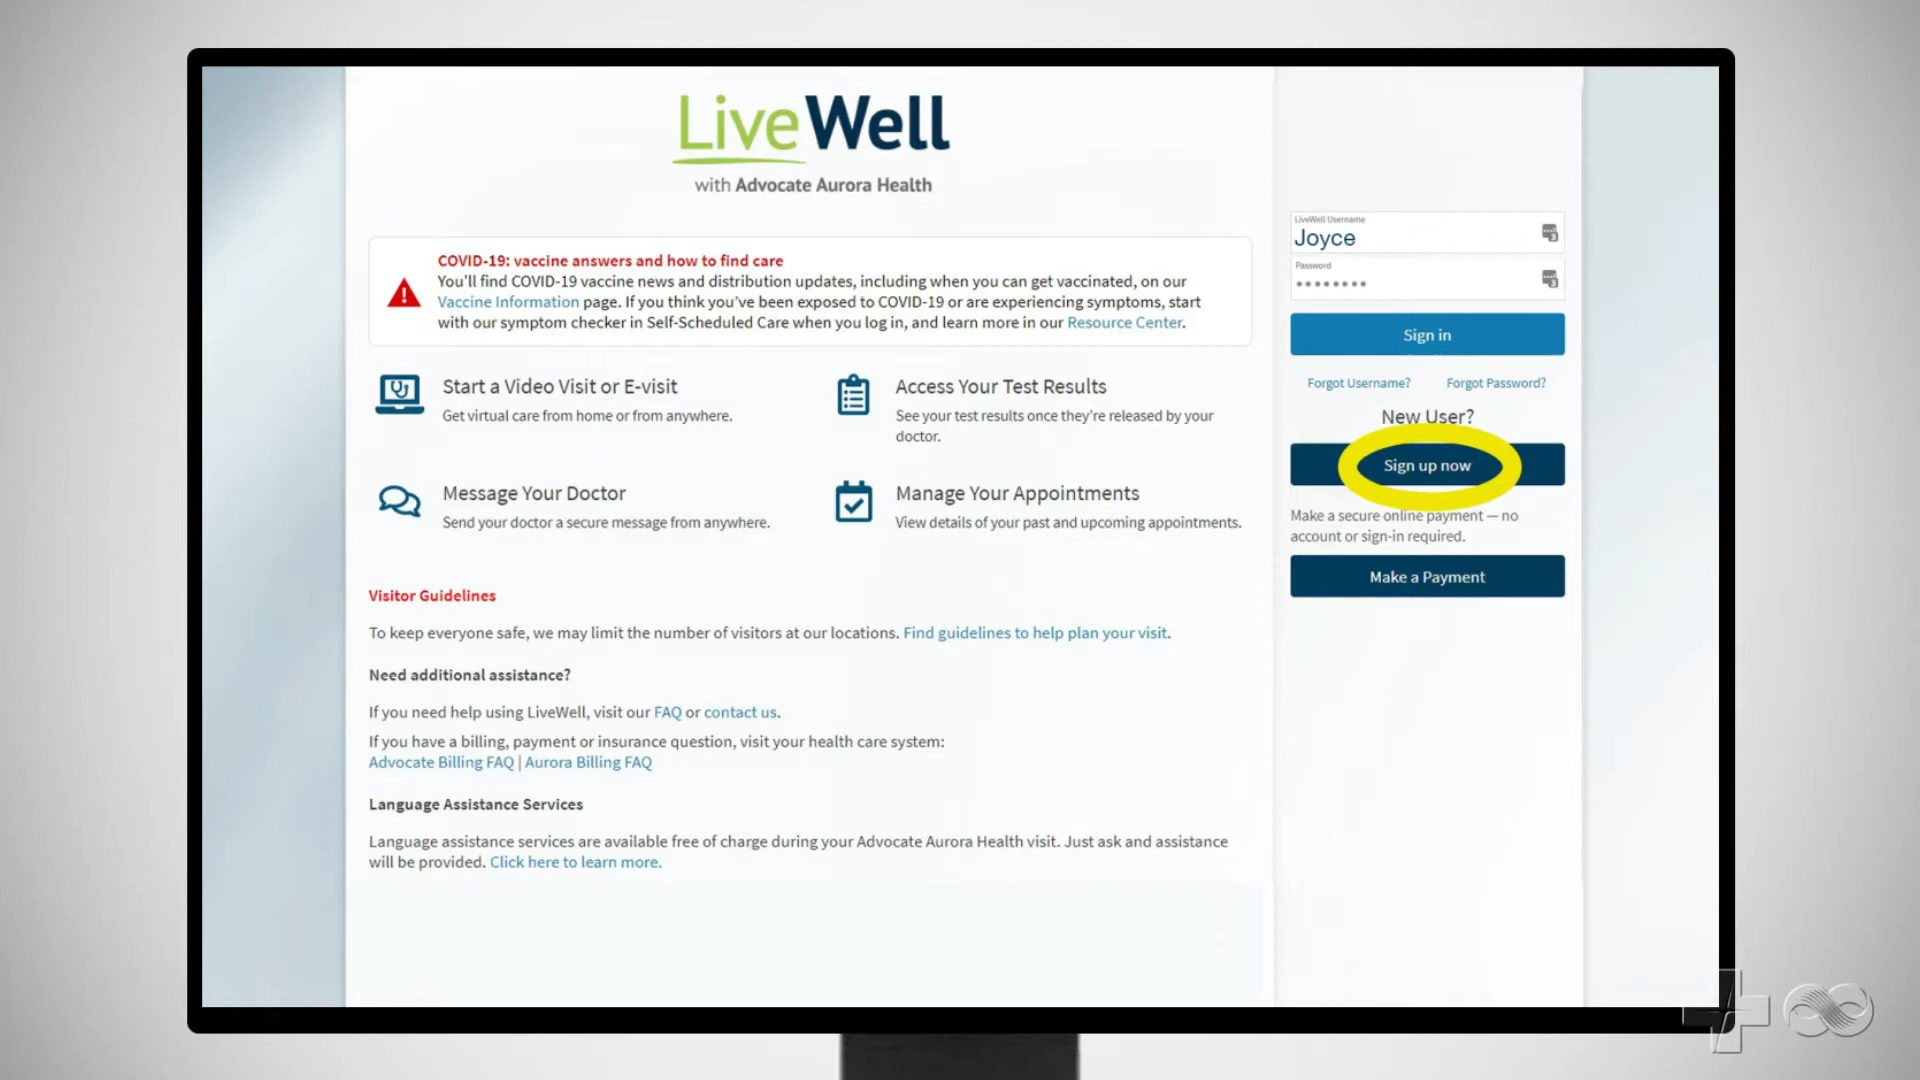 LiveWell
with Advocate Aurora Health
COVID-19: vaccine answers and how to find care
You'll find COVID-19 vaccine news and distribution updates, including when you can get vaccinated, on our
Vaccine Information page. If you think you've been exposed to COVID-19 or are experiencing symptoms, start
with our symptom checker in Self-Scheduled Care when you log in, and learn more in our Resource Center.
Start a Video Visit or E-visit
Get virtual care from home or from anywhere.
Access Your Test Results
See your test results once they're released by your
doctor.
Message Your Doctor
Send your doctor a secure message from anywhere.
Manage Your Appointments
View details of your past and upcoming appointments.
Visitor Guidelines
To keep everyone safe, we may limit the number of visitors at our locations. Find guidelines to help plan your visit.
Need additional assistance?
If you need help using LiveWell, visit our FAQ or contact us.
If you have a billing, payment or insurance question, visit your health care system:
Advocate Billing FAQ | Aurora Billing FAQ
Language Assistance Services
Language assistance services are available free of charge during your Advocate Aurora Health visit. Just ask and assistance
will be provided. Click here to learn more.
LiveWell Username
Joyce
Password
••••••••
Sign in
Forgot Username? Forgot Password?
New User?
Sign up now
Make a secure online payment — no
account or sign-in required.
Make a Payment